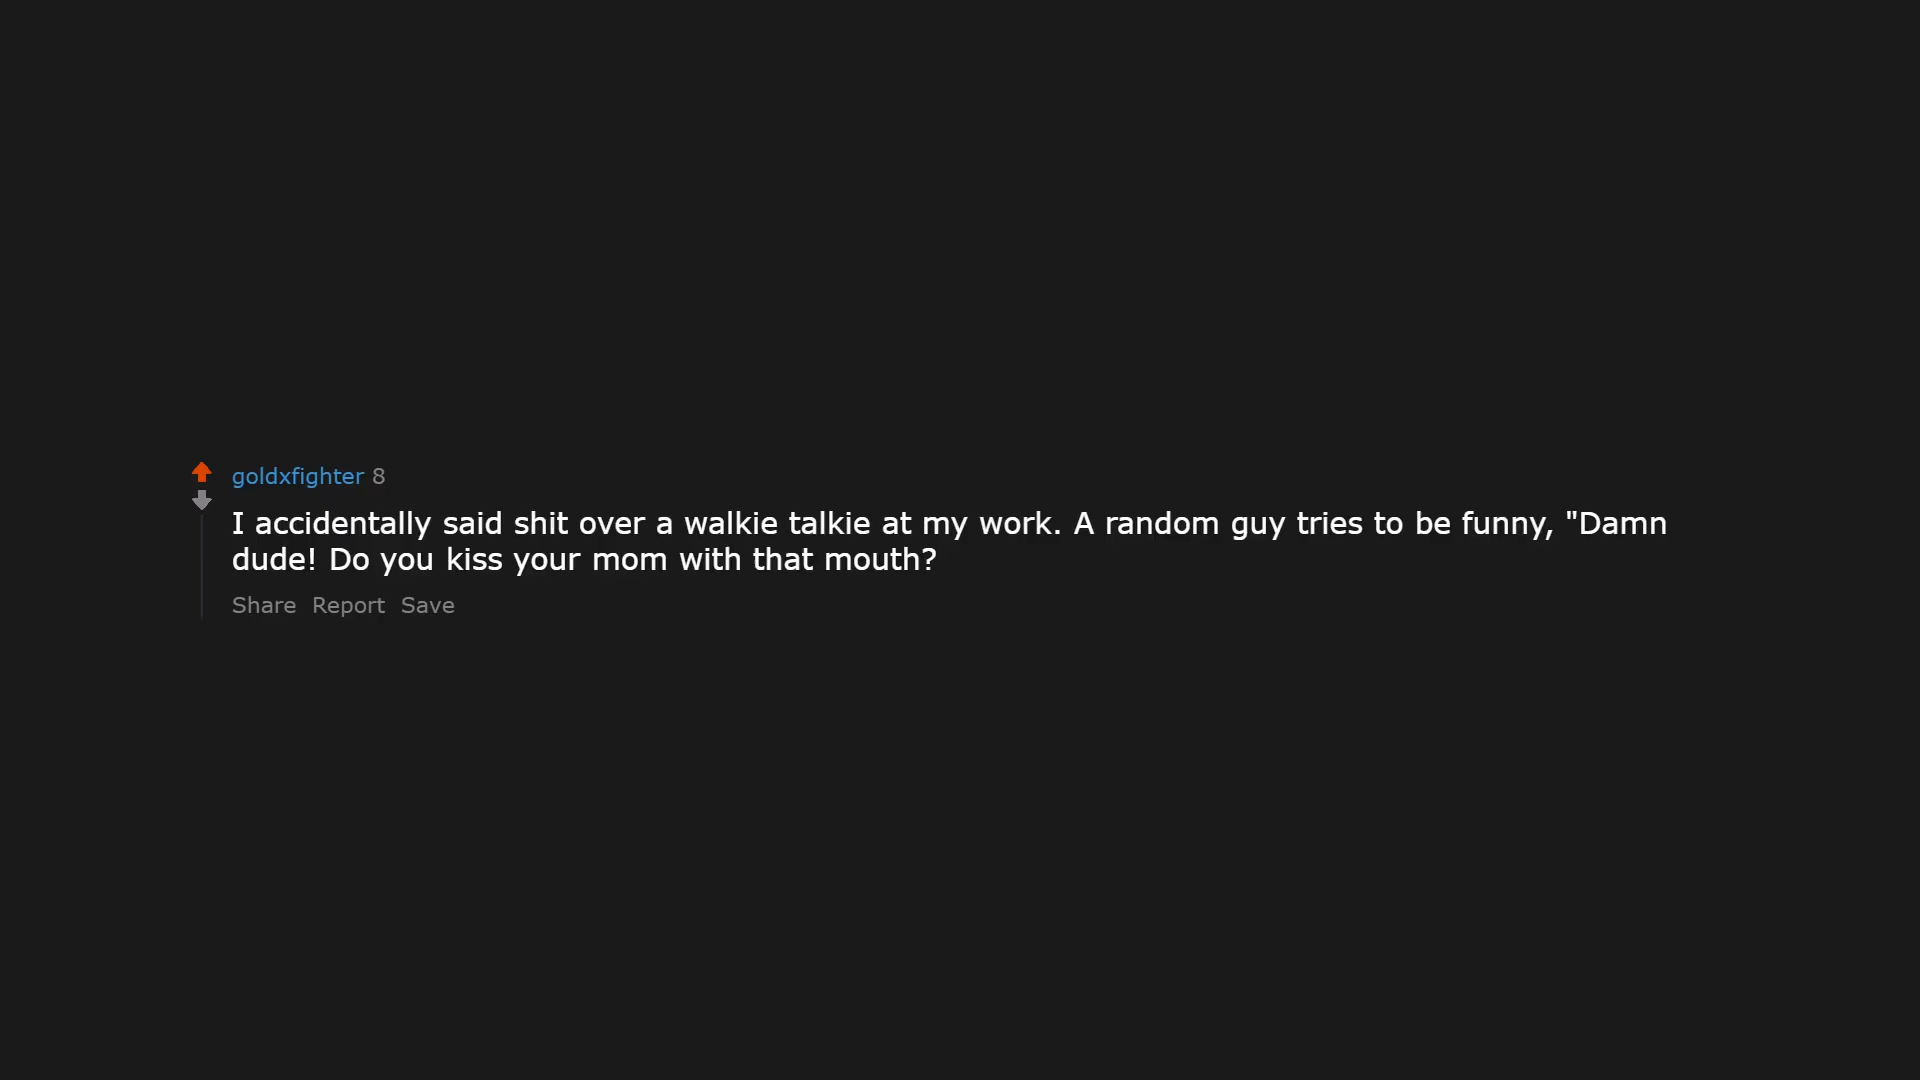 goldxfighter 8
I accidentally said shit over a walkie talkie at my work. A random guy tries to be funny, "Damn
dude! Do you kiss your mom with that mouth?
Share Report Save